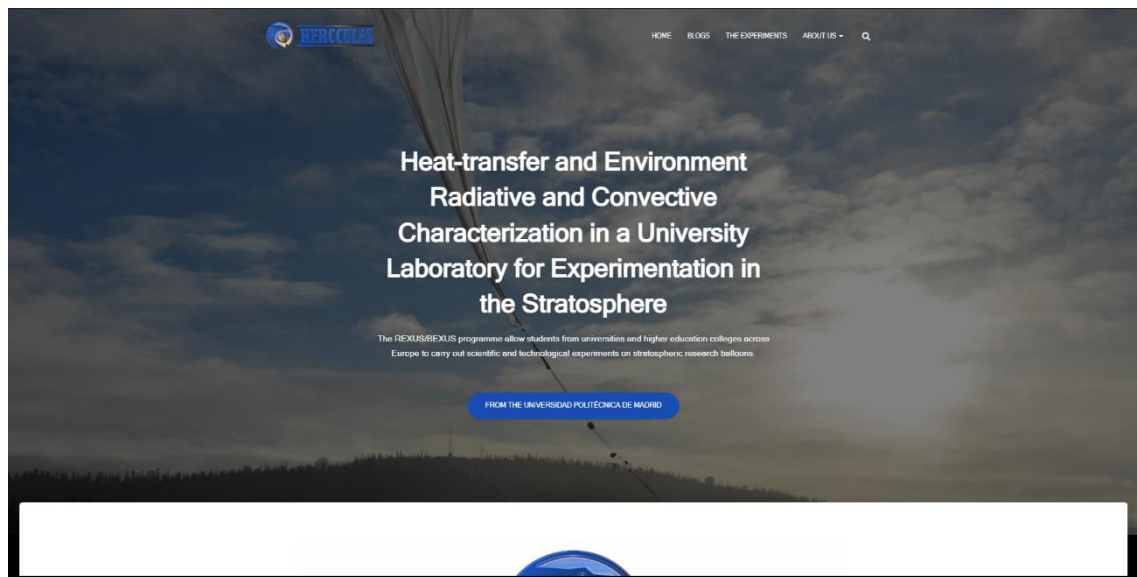 HERCCULES
HOME BLOGS THE EXPERIMENTS ABOUT US
Heat-transfer and Environment
Radiative and Convective
Characterization in a University
Laboratory for Experimentation in
the Stratosphere
The REXUS/BEXUS programme allow students from universities and higher education colleges across
Europe to carry out scientific and technological experiments on stratospheric research balloons.
FROM THE UNIVERSIDAD POLITÉCNICA DE MADRID